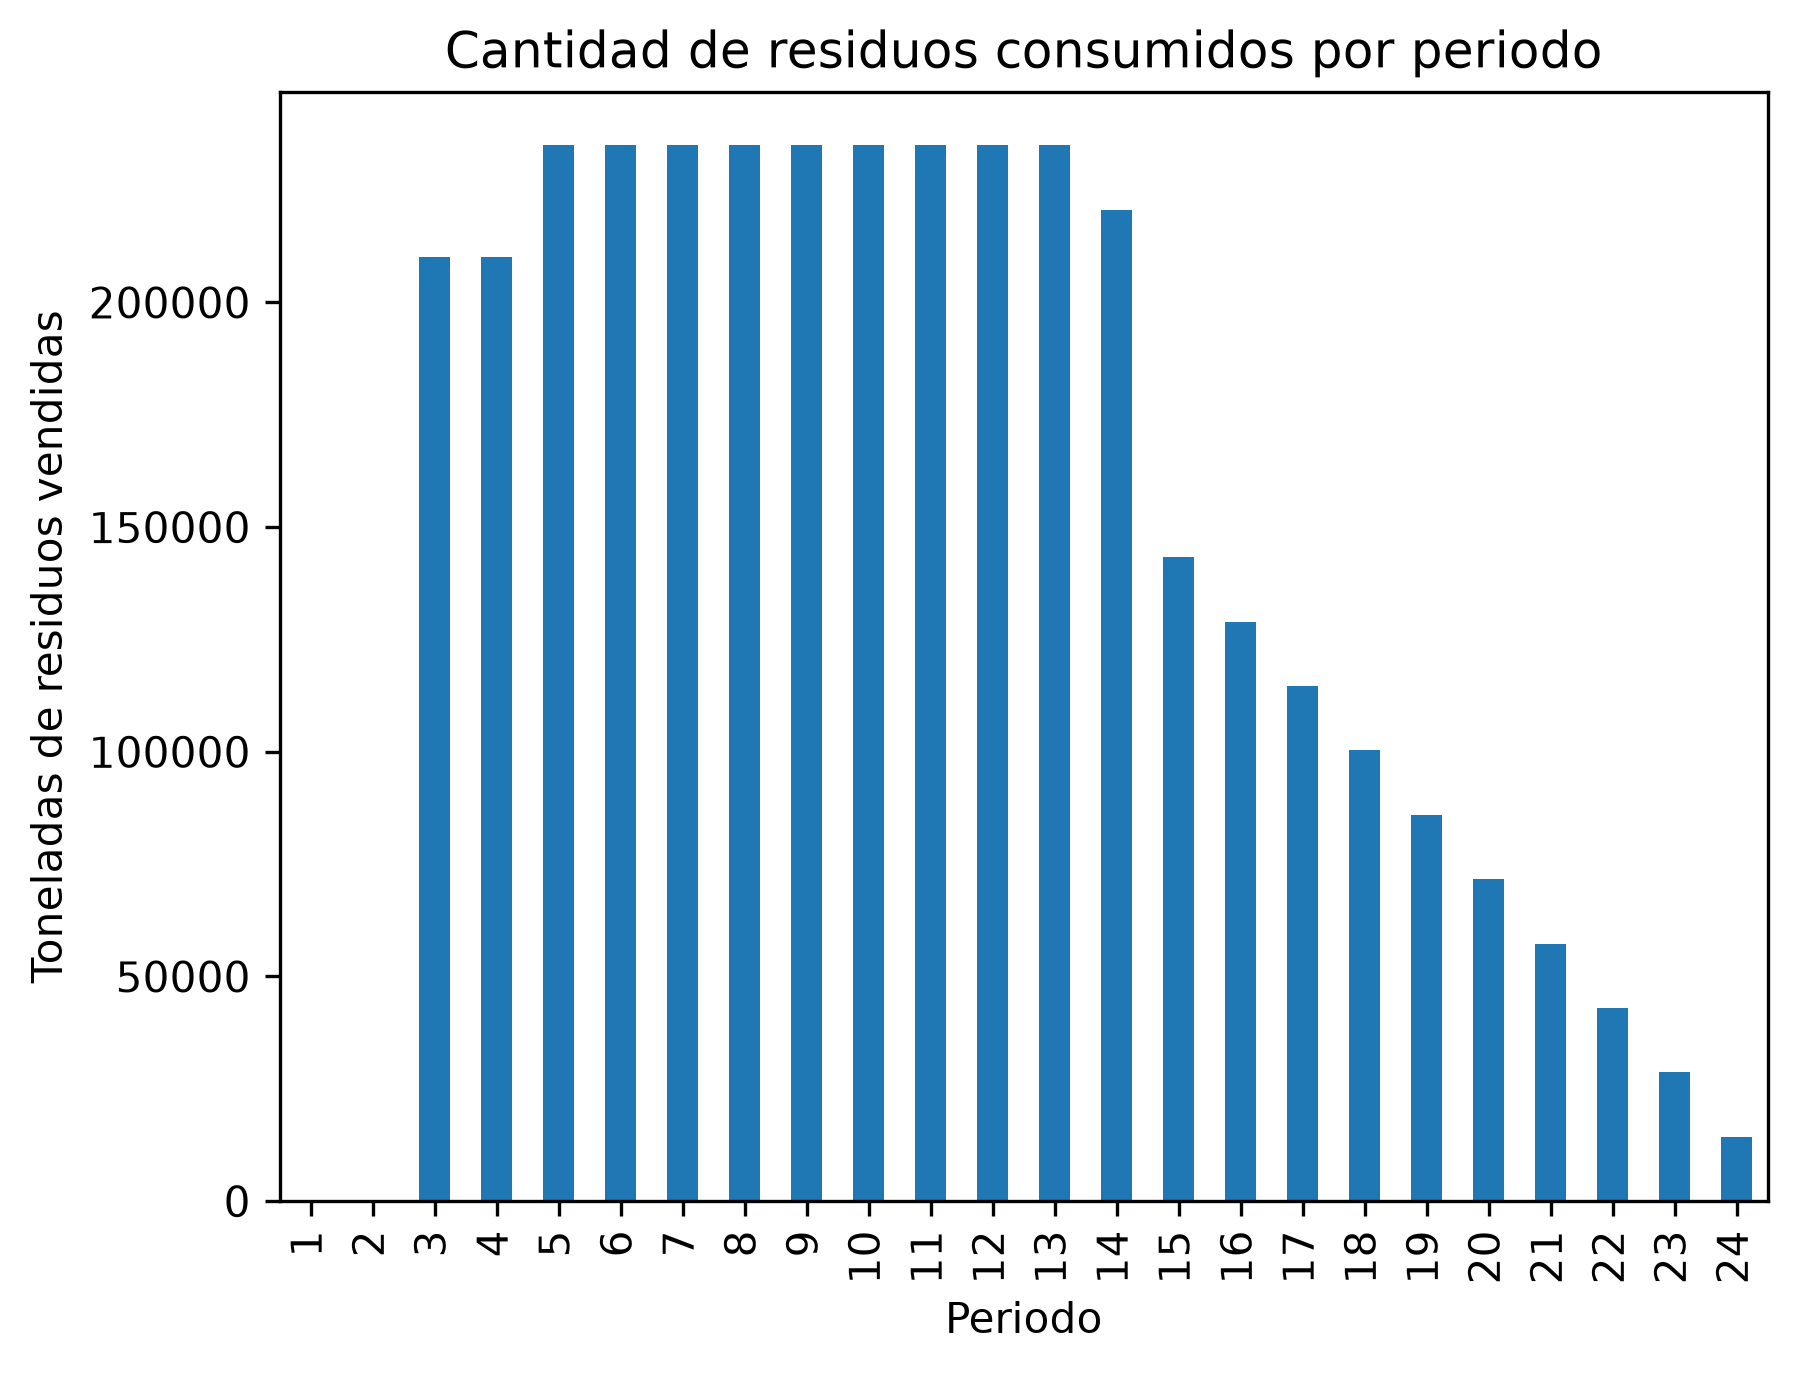 Cantidad de residuos consumidos por periodo
Toneladas de residuos vendidas
200000
150000
100000
50000
0
1 2 3 4 5 6 7 8 9 10 11 12 13 14 15 16 17 18 19 20 21 22 23 24
Periodo